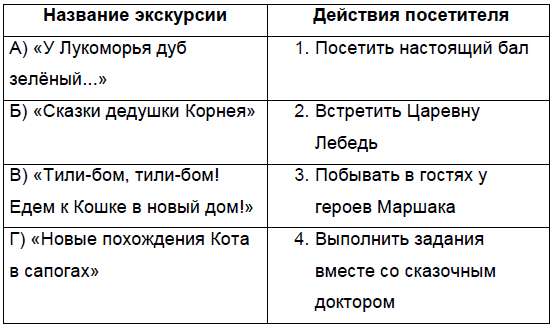 Название экскурсии
Действия посетителя
А) «У Лукоморья дуб
зелёный...»
1. Посетить настоящий бал
Б) «Сказки дедушки Корнея»
2. Встретить Царевну
Лебедь
В) «Тили-бом, тили-бом!
Едем к Кошке в новый дом!»
3. Побывать в гостях у
героев Маршака
Г) «Новые похождения Кота
в сапогах»
4. Выполнить задания
вместе со сказочным
доктором